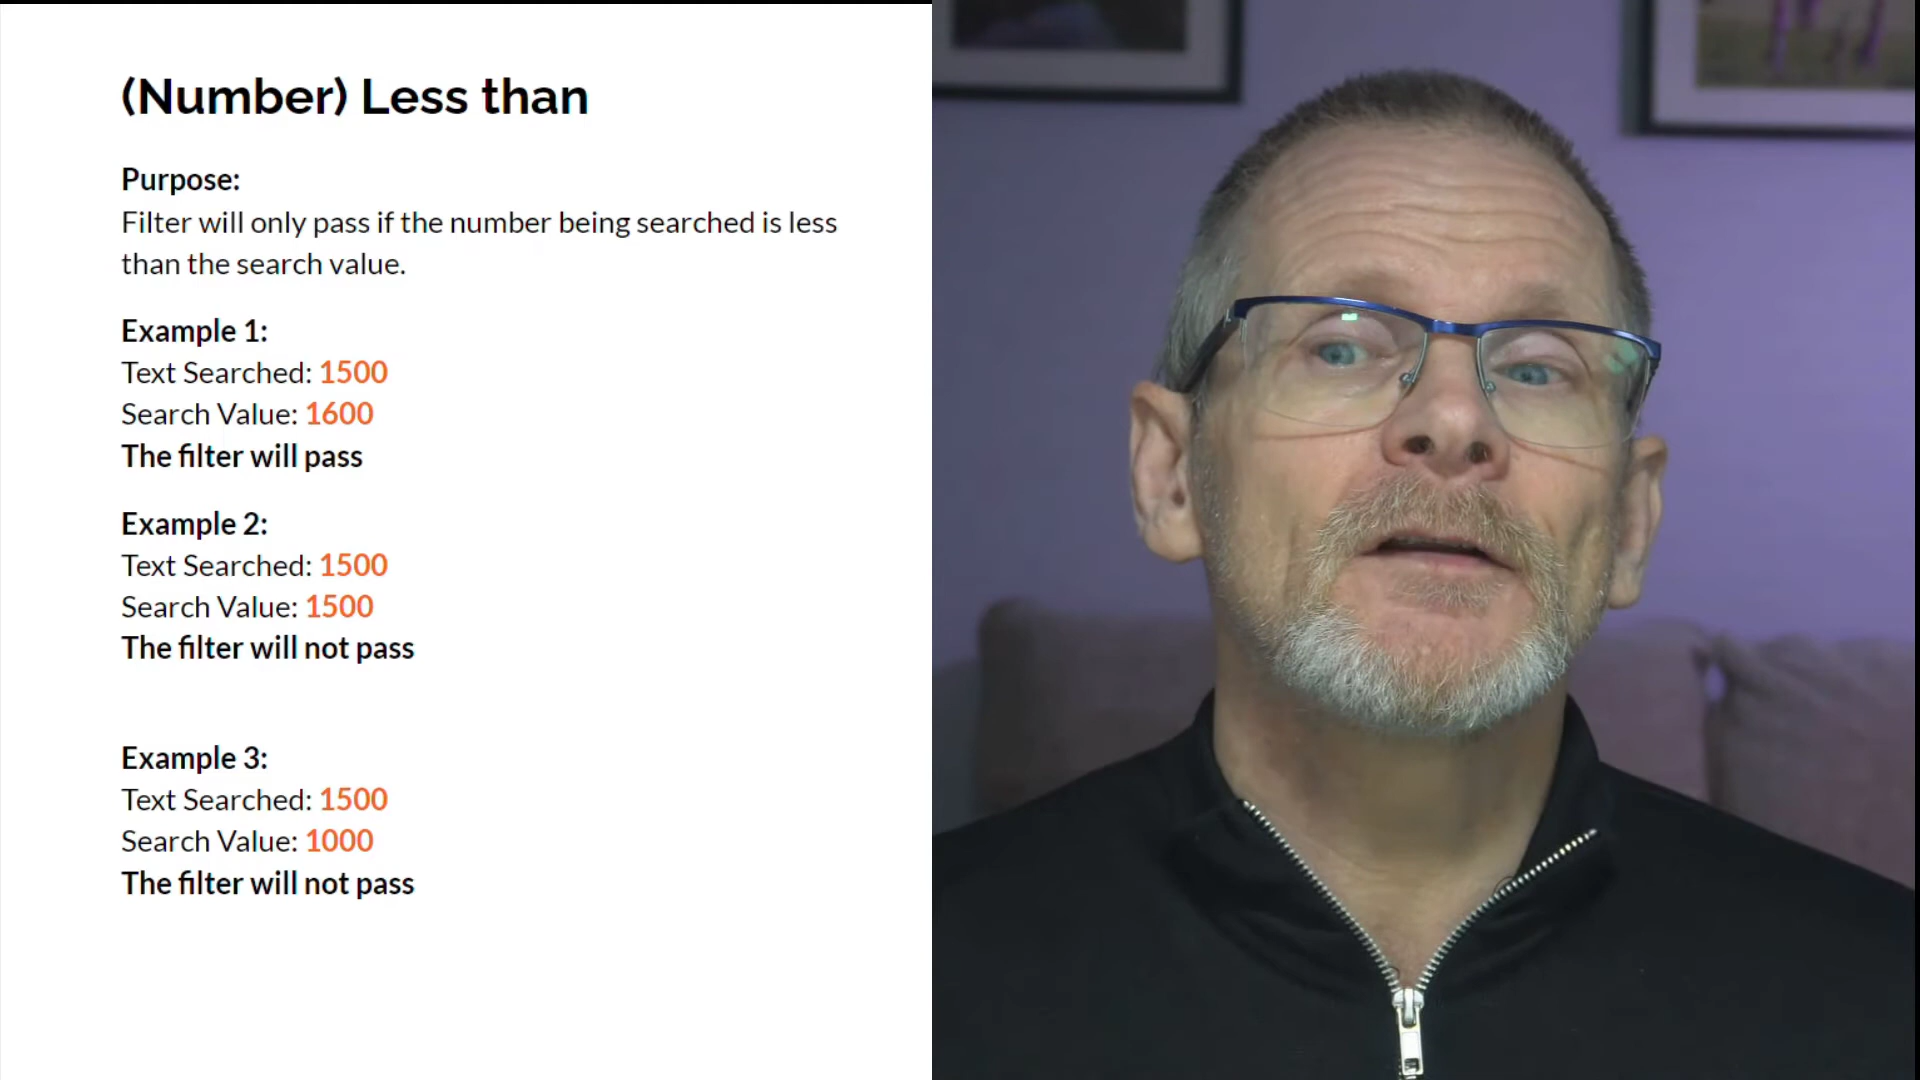 (Number) Less than
Purpose:
Filter will only pass if the number being searched is less
than the search value.
Example 1:
Text Searched: 1500
Search Value: 1600
The filter will pass
Example 2:
Text Searched: 1500
Search Value: 1500
The filter will not pass
Example 3:
Text Searched: 1500
Search Value: 1000
The filter will not pass